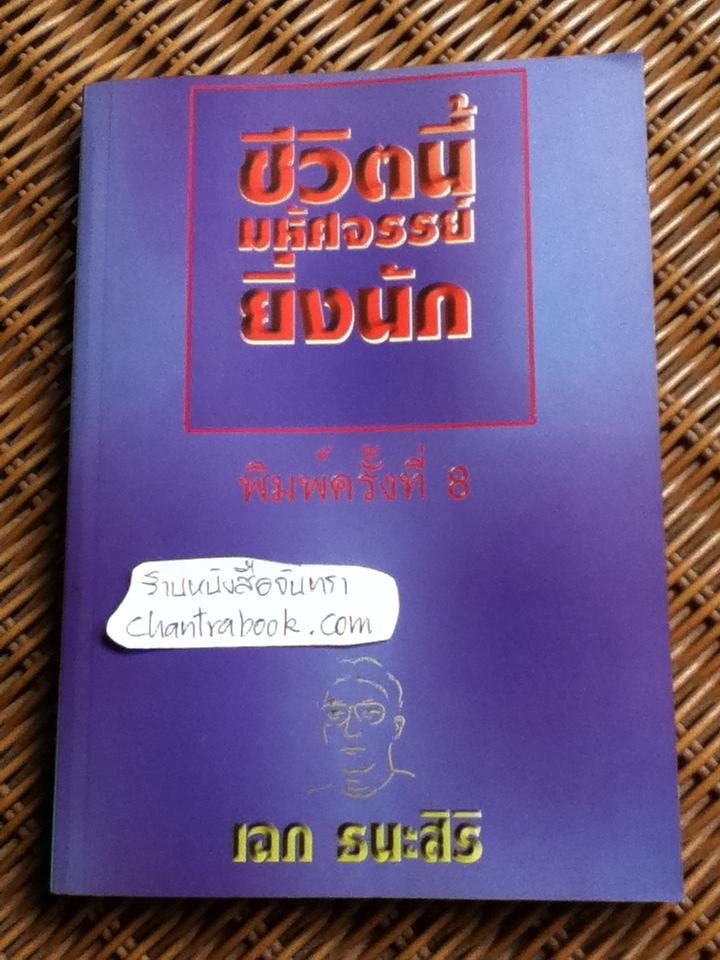 ชีวิตนี้
มหัศจรรย์
ยิ่งนัก
พิมพ์ครั้งที่ 8
ร้านหนังสือจันทรา
chantrabook.com
เฉก ธนะสิริ